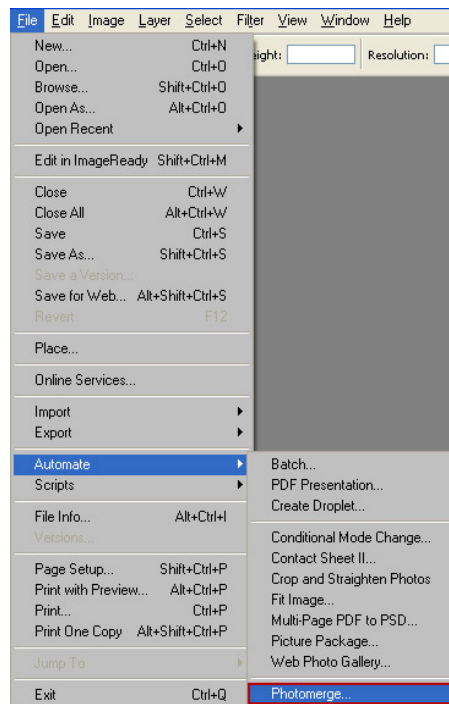 File Edit Image Layer Select Filter View Window Help
eight: Resolution:
New... Ctrl+N
Open... Ctrl+O
Browse... Shift+Ctrl+O
Open As... Alt+Ctrl+O
Open Recent
Edit in ImageReady Shift+Ctrl+M
Close Ctrl+W
Close All Alt+Ctrl+W
Save Ctrl+S
Save As... Shift+Ctrl+S
Save a Version...
Save for Web... Alt+Shift+Ctrl+S
Revert F12
Place...
Online Services...
Import
Export
Automate
Scripts
File Info... Alt+Ctrl+I
Versions...
Page Setup... Shift+Ctrl+P
Print with Preview... Alt+Ctrl+P
Print... Ctrl+P
Print One Copy Alt+Shift+Ctrl+P
Jump To
Exit Ctrl+Q
Batch...
PDF Presentation...
Create Droplet...
Conditional Mode Change...
Contact Sheet II...
Crop and Straighten Photos
Fit Image...
Multi-Page PDF to PSD...
Picture Package...
Web Photo Gallery...
Photomerge...